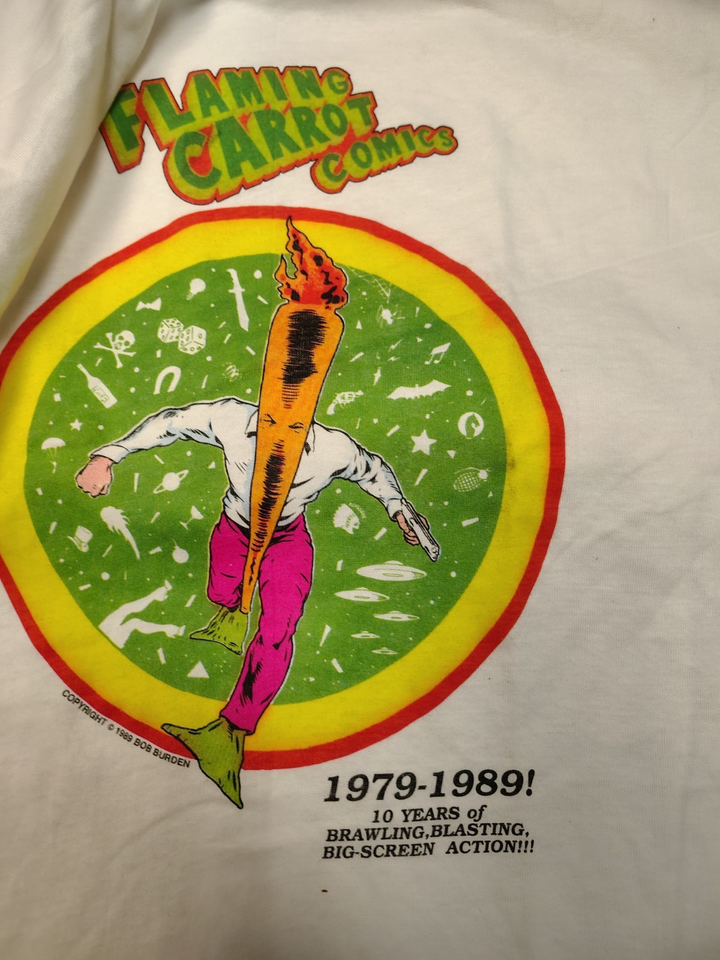 FLAMING
CARROT
COMICS
COPYRIGHT © 1989 BOB BURDEN
1979-1989!
10 YEARS of
BRAWLING,BLASTING,
BIG-SCREEN ACTION!!!